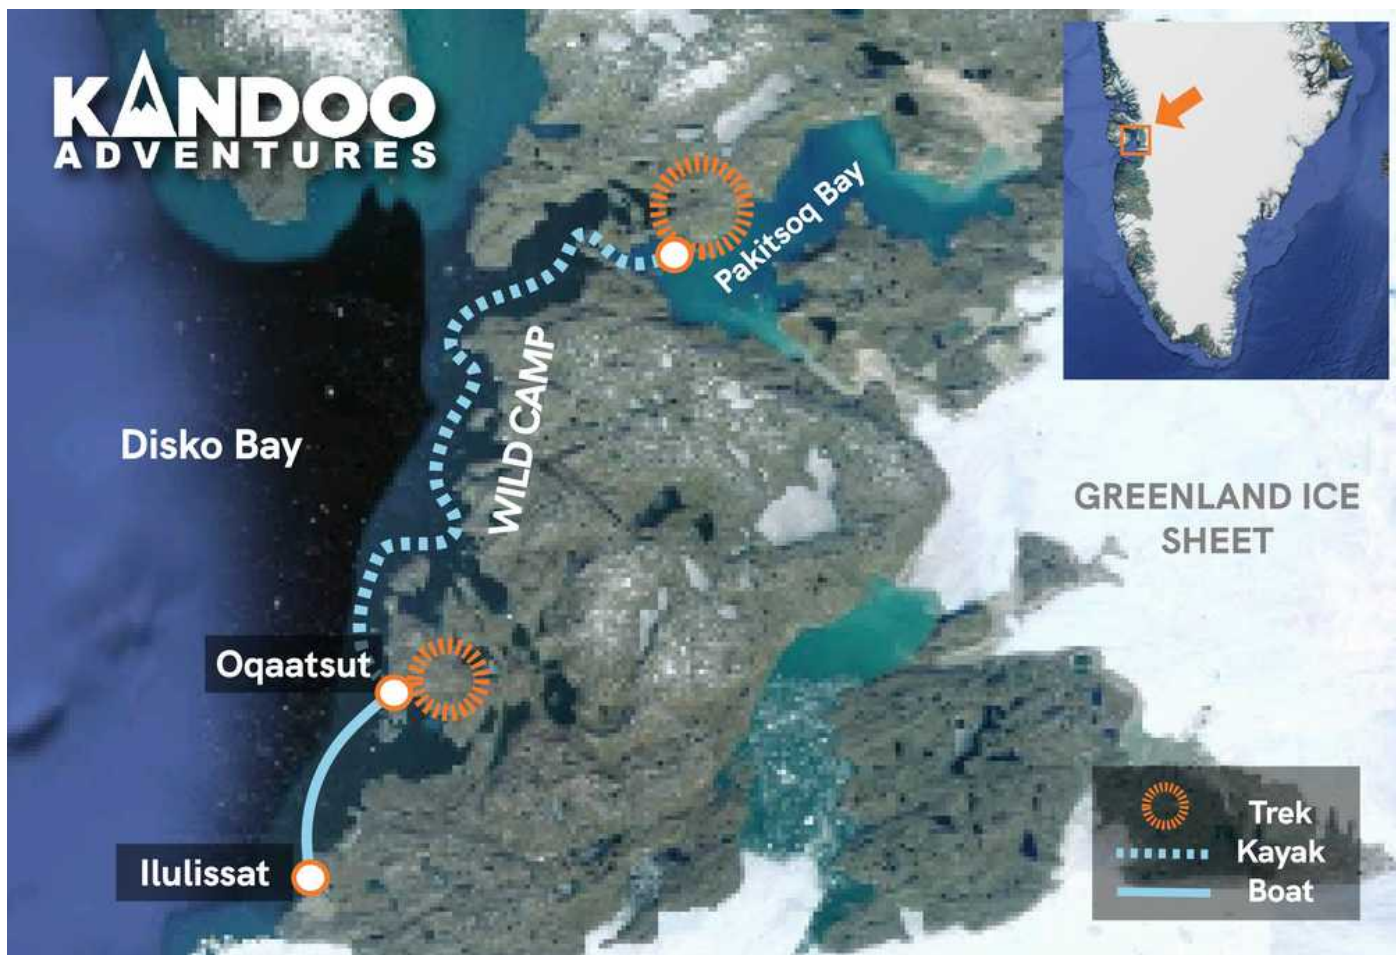 KANDOO
ADVENTURES
Pakitsoq Bay
WILD CAMP
Disko Bay
GREENLAND ICE
SHEET
Oqaatsut
Ilulissat
Trek
Kayak
Boat